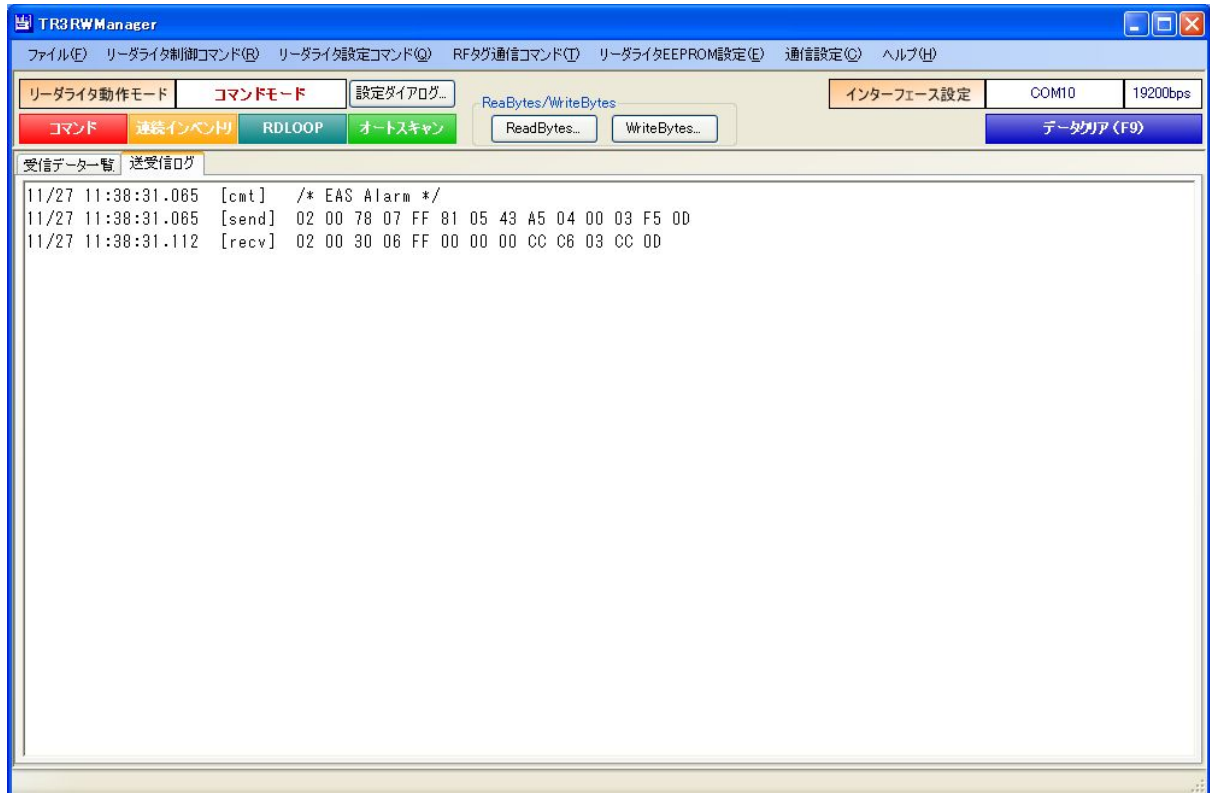 TR3RWManager
ファイル(F) リーダライタ制御コマンド(R) リーダライタ設定コマンド(Q) RFタグ通信コマンド(T) リーダライタEEPROM設定(E) 通信設定(C) ヘルプ(H)
リーダライタ動作モード コマンドモード 設定ダイアログ... ReaBytes/WriteBytes インターフェース設定 COM10 19200bps
コマンド 連続インベントリ RDLOOP オートスキャン ReadBytes... WriteBytes... データクリア(F9)
受信データ一覧 送受信ログ
11/27 11:38:31.065 [cmt] /* EAS Alarm */
11/27 11:38:31.065 [send] 02 00 78 07 FF 81 05 43 A5 04 00 03 F5 0D
11/27 11:38:31.112 [recv] 02 00 30 06 FF 00 00 00 CC C6 03 CC 0D